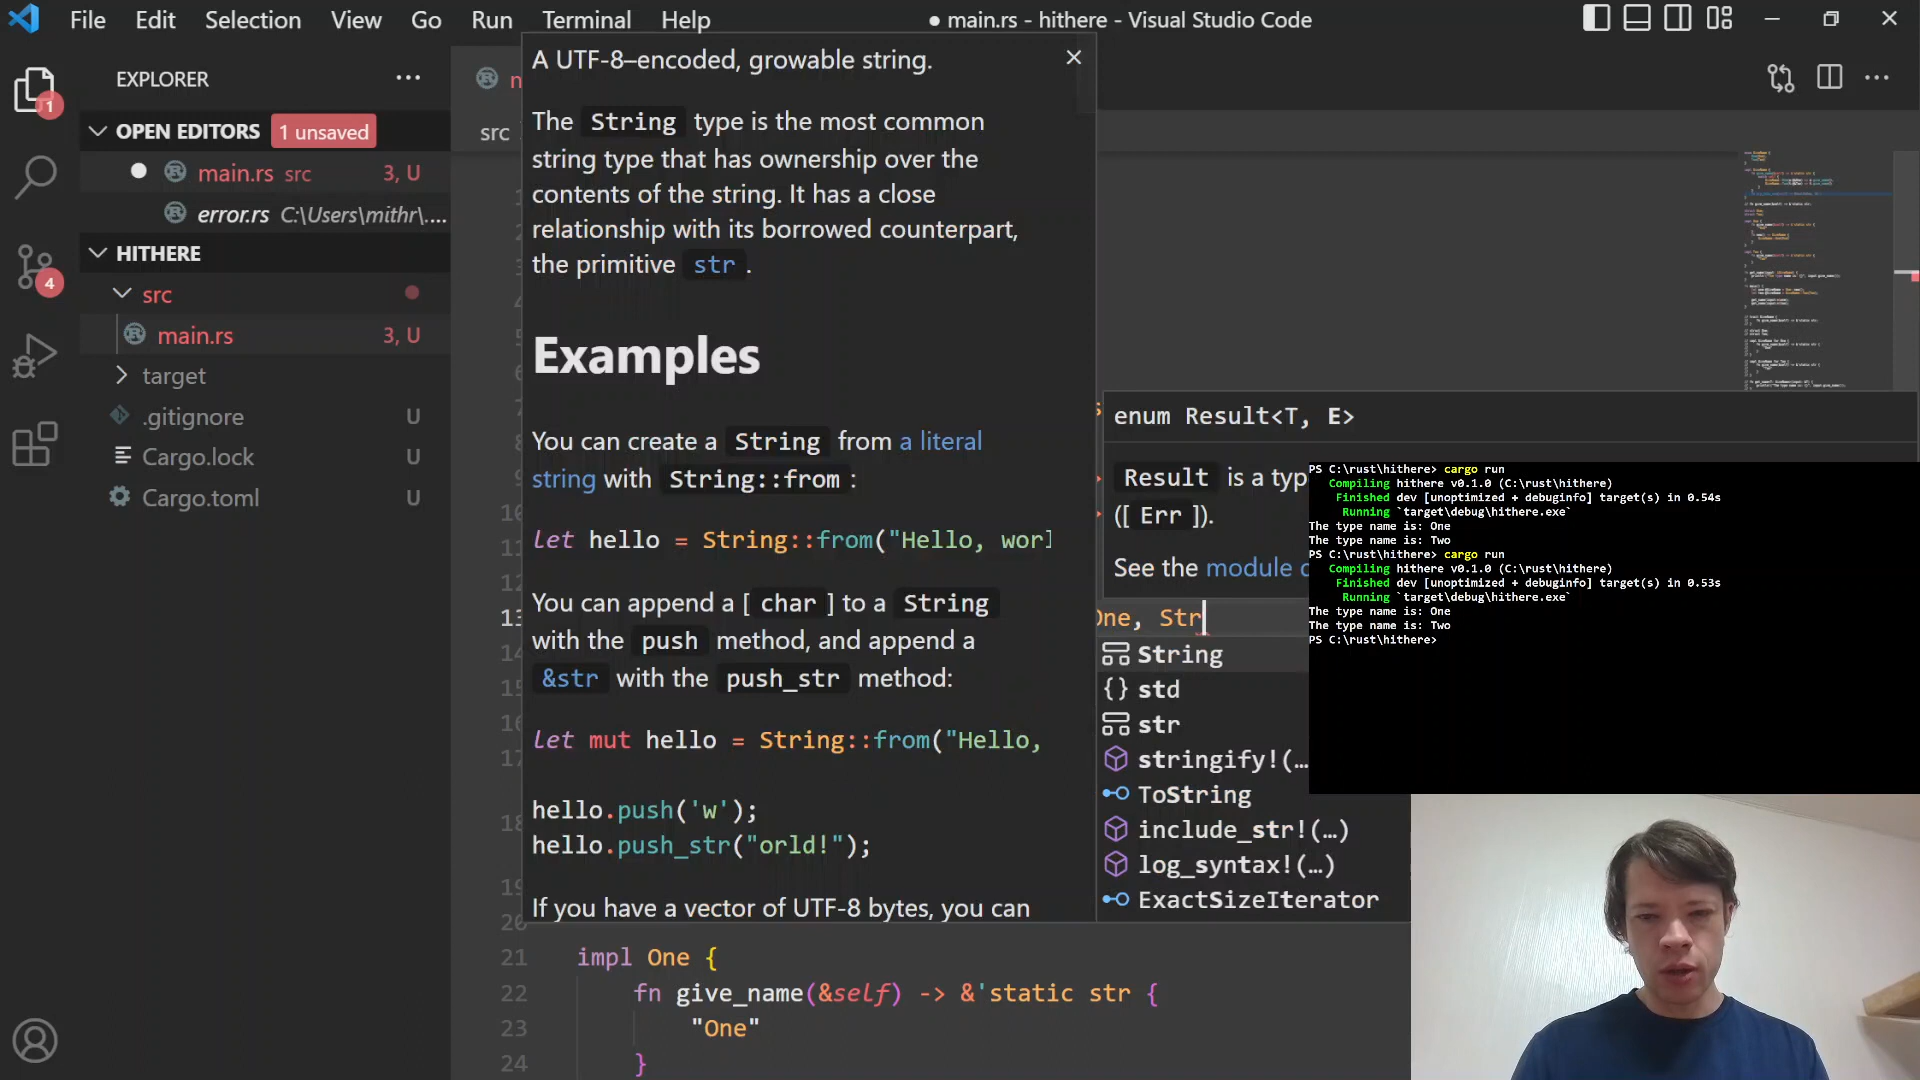 File Edit Selection View Go Run Terminal Help
● main.rs - hithere - Visual Studio Code
EXPLORER
OPEN EDITORS 1 unsaved
main.rs src 3, U
error.rs C:\Users\mithr\....
HITHERE
src
main.rs 3, U
target
.gitignore U
Cargo.lock U
Cargo.toml U
1
4
src
A UTF-8–encoded, growable string.
The String type is the most common
string type that has ownership over the
contents of the string. It has a close
relationship with its borrowed counterpart,
the primitive str .
Examples
You can create a String from a literal
string with String::from :
let hello = String::from("Hello, worl
You can append a [ char ] to a String
with the push method, and append a
&str with the push_str method:
let mut hello = String::from("Hello,
hello.push('w');
hello.push_str("orld!");
If you have a vector of UTF-8 bytes, you can
enum Result<T, E>
Result is a typ
([ Err ]).
See the module
One, Str
String
std
str
stringify!(…
ToString
include_str!(…)
log_syntax!(…)
ExactSizeIterator
21 impl One {
22 fn give_name(&self) -> &'static str {
23 "One"
24 }
PS C:\rust\hithere> cargo run
Compiling hithere v0.1.0 (C:\rust\hithere)
Finished dev [unoptimized + debuginfo] target(s) in 0.54s
Running `target\debug\hithere.exe`
The type name is: One
The type name is: Two
PS C:\rust\hithere> cargo run
Compiling hithere v0.1.0 (C:\rust\hithere)
Finished dev [unoptimized + debuginfo] target(s) in 0.53s
Running `target\debug\hithere.exe`
The type name is: One
The type name is: Two
PS C:\rust\hithere>